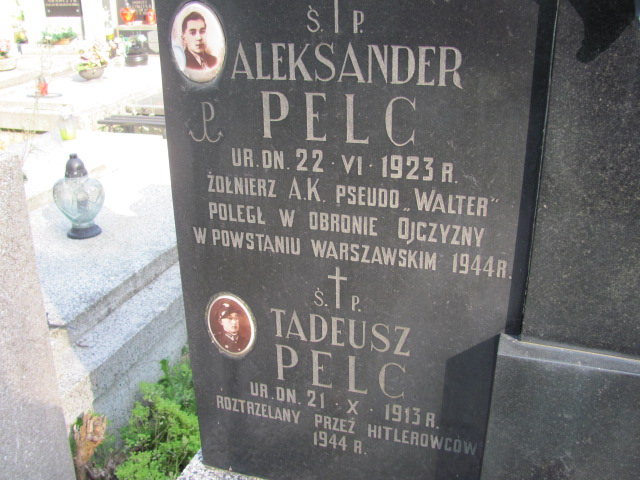 Ś. P.
ALEKSANDER
PELC
UR. DN. 22 · VI · 1923 R.
ŻOŁNIERZ A.K. PSEUDO „WALTER"
POLEGŁ W OBRONIE OJCZYZNY
W POWSTANIU WARSZAWSKIM 1944 R.
Ś. P.
TADEUSZ
PELC
UR. DN. 21 · X · 1913 R.
ROZTRZELANY PRZEZ HITLEROWCÓW
1944 R.